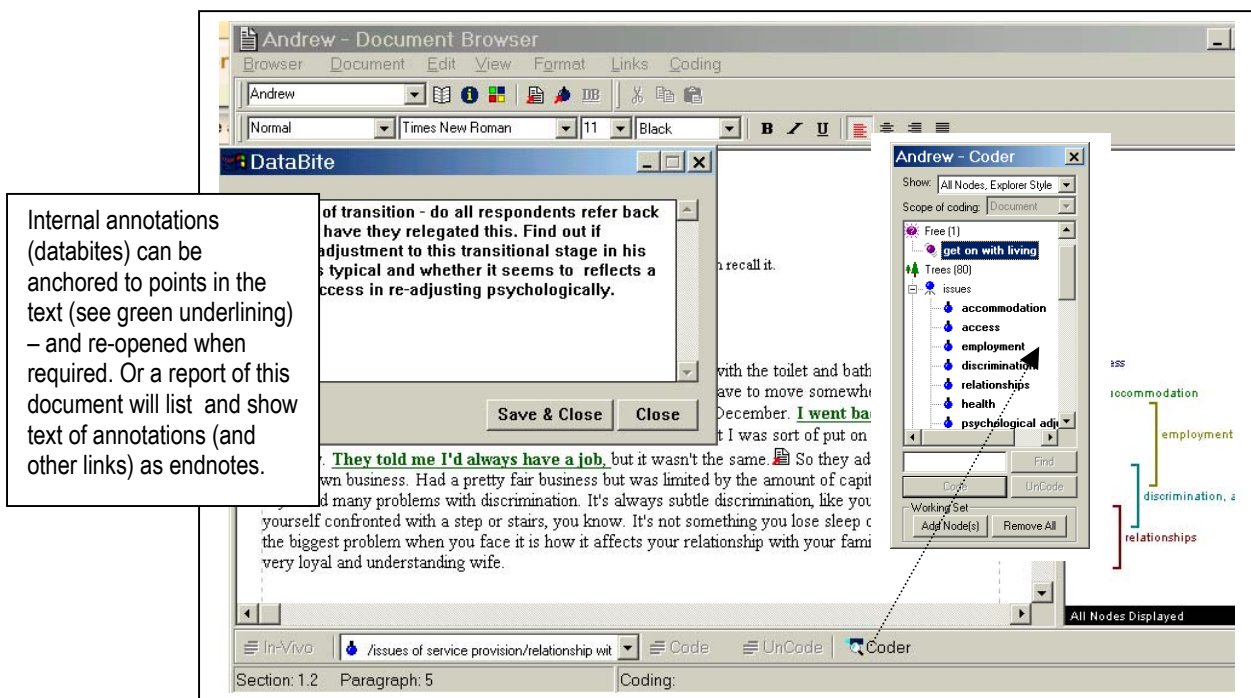 Andrew - Document Browser
Browser Document Edit View Format Links Coding
Andrew
DB
Normal Times New Roman 11 Black B I U
DataBite
of transition - do all respondents refer back
have they relegated this. Find out if
adjustment to this transitional stage in his
typical and whether it seems to reflects a
in re-adjusting psychologically.
Save & Close Close
Internal annotations
(databites) can be
anchored to points in the
text (see green underlining)
– and re-opened when
required. Or a report of this
document will list and show
text of annotations (and
other links) as endnotes.
recall it.
with the toilet and bath
to move somewhe
December. I went ba
I was sort of put on
They told me I'd always have a job, but it wasn't the same. So they ad
business. Had a pretty fair business but was limited by the amount of capit
many problems with discrimination. It's always subtle discrimination, like you
yourself confronted with a step or stairs, you know. It's not something you lose sleep
the biggest problem when you face it is how it affects your relationship with your fami
very loyal and understanding wife.
Andrew - Coder
Show: All Nodes, Explorer Style
Scope of coding: Document
Free (1)
get on with living
Trees (80)
issues
accommodation
access
employment
discrimination
relationships
health
psychological adju
Find
Code UnCode
Working Set
Add Node(s) Remove All
ess
ccommodation
employment
discrimination, a
relationships
All Nodes Displayed
In-Vivo /issues of service provision/relationship wit Code UnCode Coder
Section: 1.2 Paragraph: 5 Coding: